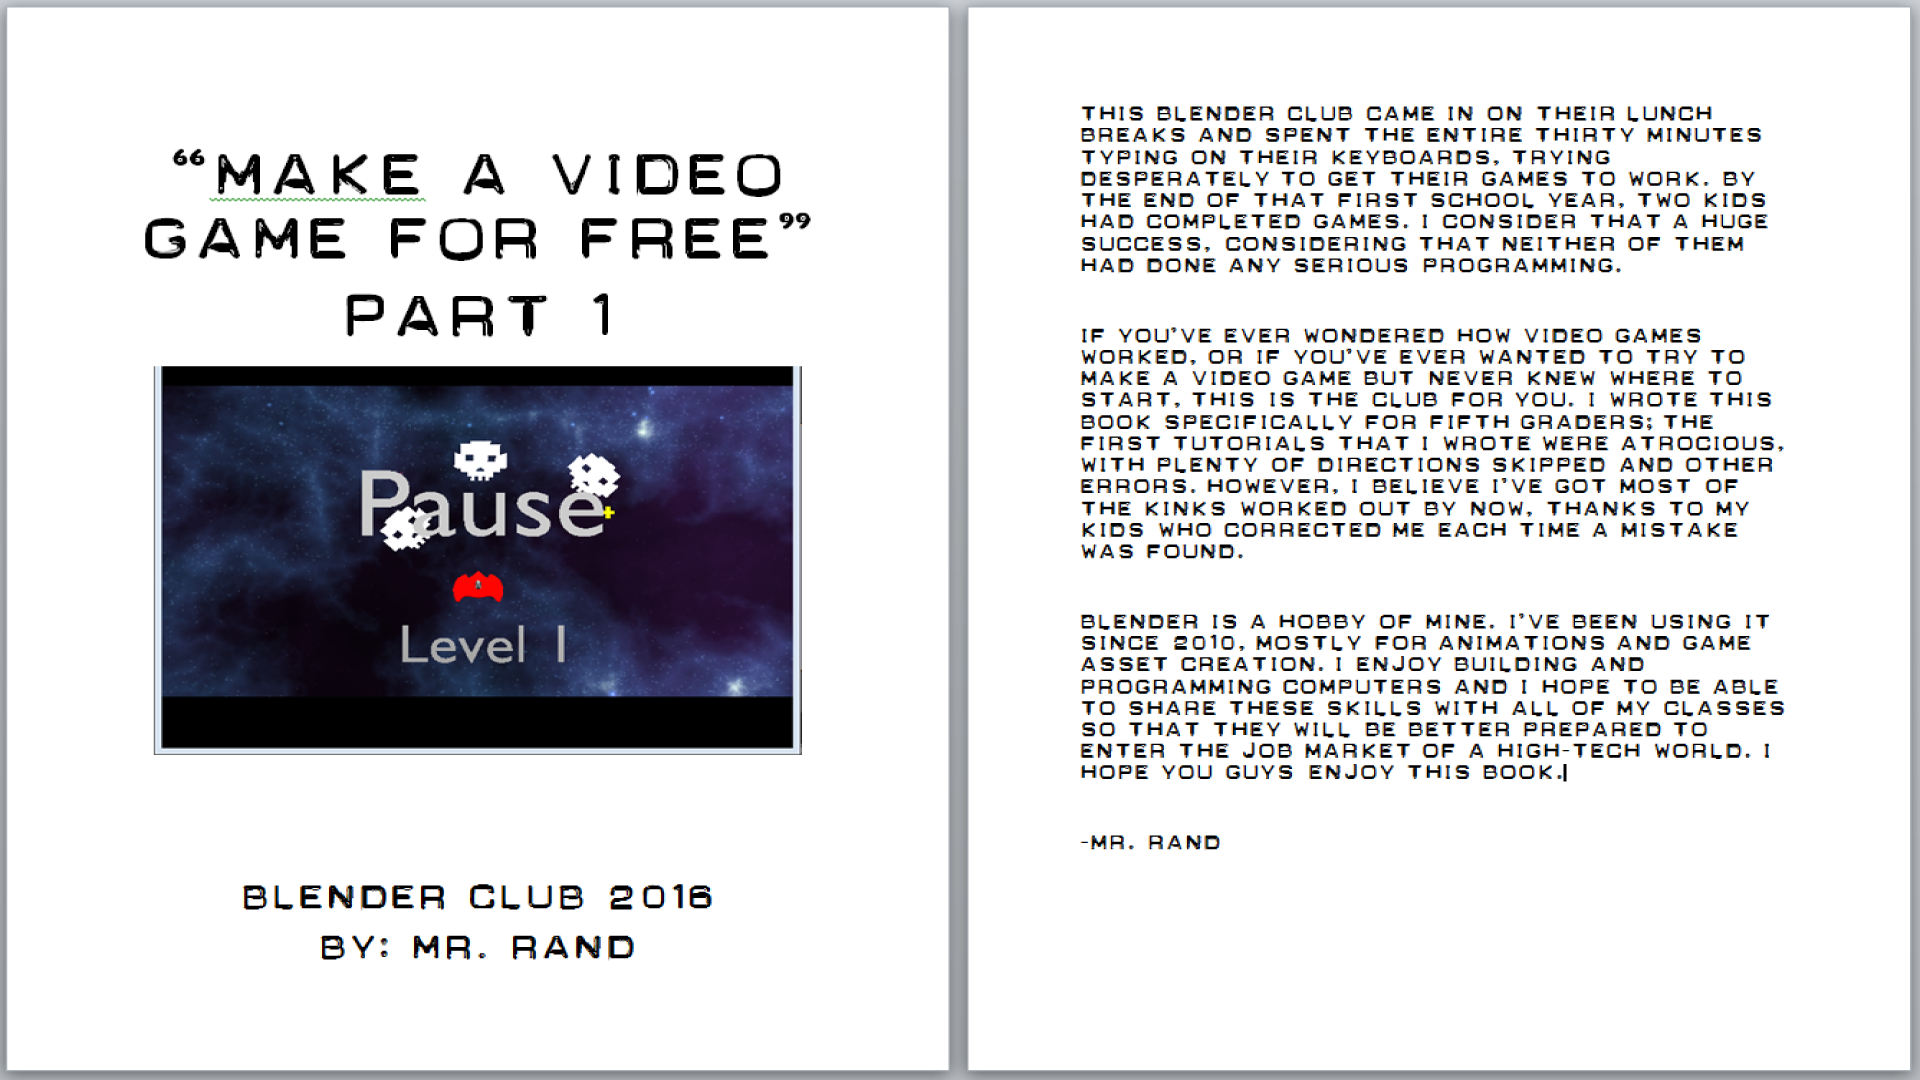 “MAKE A VIDEO
GAME FOR FREE”
PART 1
Pause
Level 1
BLENDER CLUB 2016
BY: MR. RAND
THIS BLENDER CLUB CAME IN ON THEIR LUNCH
BREAKS AND SPENT THE ENTIRE THIRTY MINUTES
TYPING ON THEIR KEYBOARDS, TRYING
DESPERATELY TO GET THEIR GAMES TO WORK. BY
THE END OF THAT FIRST SCHOOL YEAR, TWO KIDS
HAD COMPLETED GAMES. I CONSIDER THAT A HUGE
SUCCESS, CONSIDERING THAT NEITHER OF THEM
HAD DONE ANY SERIOUS PROGRAMMING.
IF YOU’VE EVER WONDERED HOW VIDEO GAMES
WORKED, OR IF YOU’VE EVER WANTED TO TRY TO
MAKE A VIDEO GAME BUT NEVER KNEW WHERE TO
START, THIS IS THE CLUB FOR YOU. I WROTE THIS
BOOK SPECIFICALLY FOR FIFTH GRADERS; THE
FIRST TUTORIALS THAT I WROTE WERE ATROCIOUS,
WITH PLENTY OF DIRECTIONS SKIPPED AND OTHER
ERRORS. HOWEVER, I BELIEVE I’VE GOT MOST OF
THE KINKS WORKED OUT BY NOW, THANKS TO MY
KIDS WHO CORRECTED ME EACH TIME A MISTAKE
WAS FOUND.
BLENDER IS A HOBBY OF MINE. I’VE BEEN USING IT
SINCE 2010, MOSTLY FOR ANIMATIONS AND GAME
ASSET CREATION. I ENJOY BUILDING AND
PROGRAMMING COMPUTERS AND I HOPE TO BE ABLE
TO SHARE THESE SKILLS WITH ALL OF MY CLASSES
SO THAT THEY WILL BE BETTER PREPARED TO
ENTER THE JOB MARKET OF A HIGH-TECH WORLD. I
HOPE YOU GUYS ENJOY THIS BOOK.
-MR. RAND